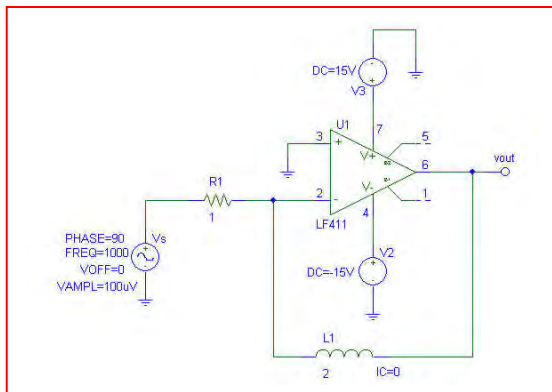 DC=15V
V3
U1
7
5
3
+
V+
6
vout
R1
2
-
V-
1
1
LF411
4
PHASE=90
Vs
FREQ=1000
VOFF=0
VAMPL=100uV
V2
DC=-15V
L1
2
IC=0